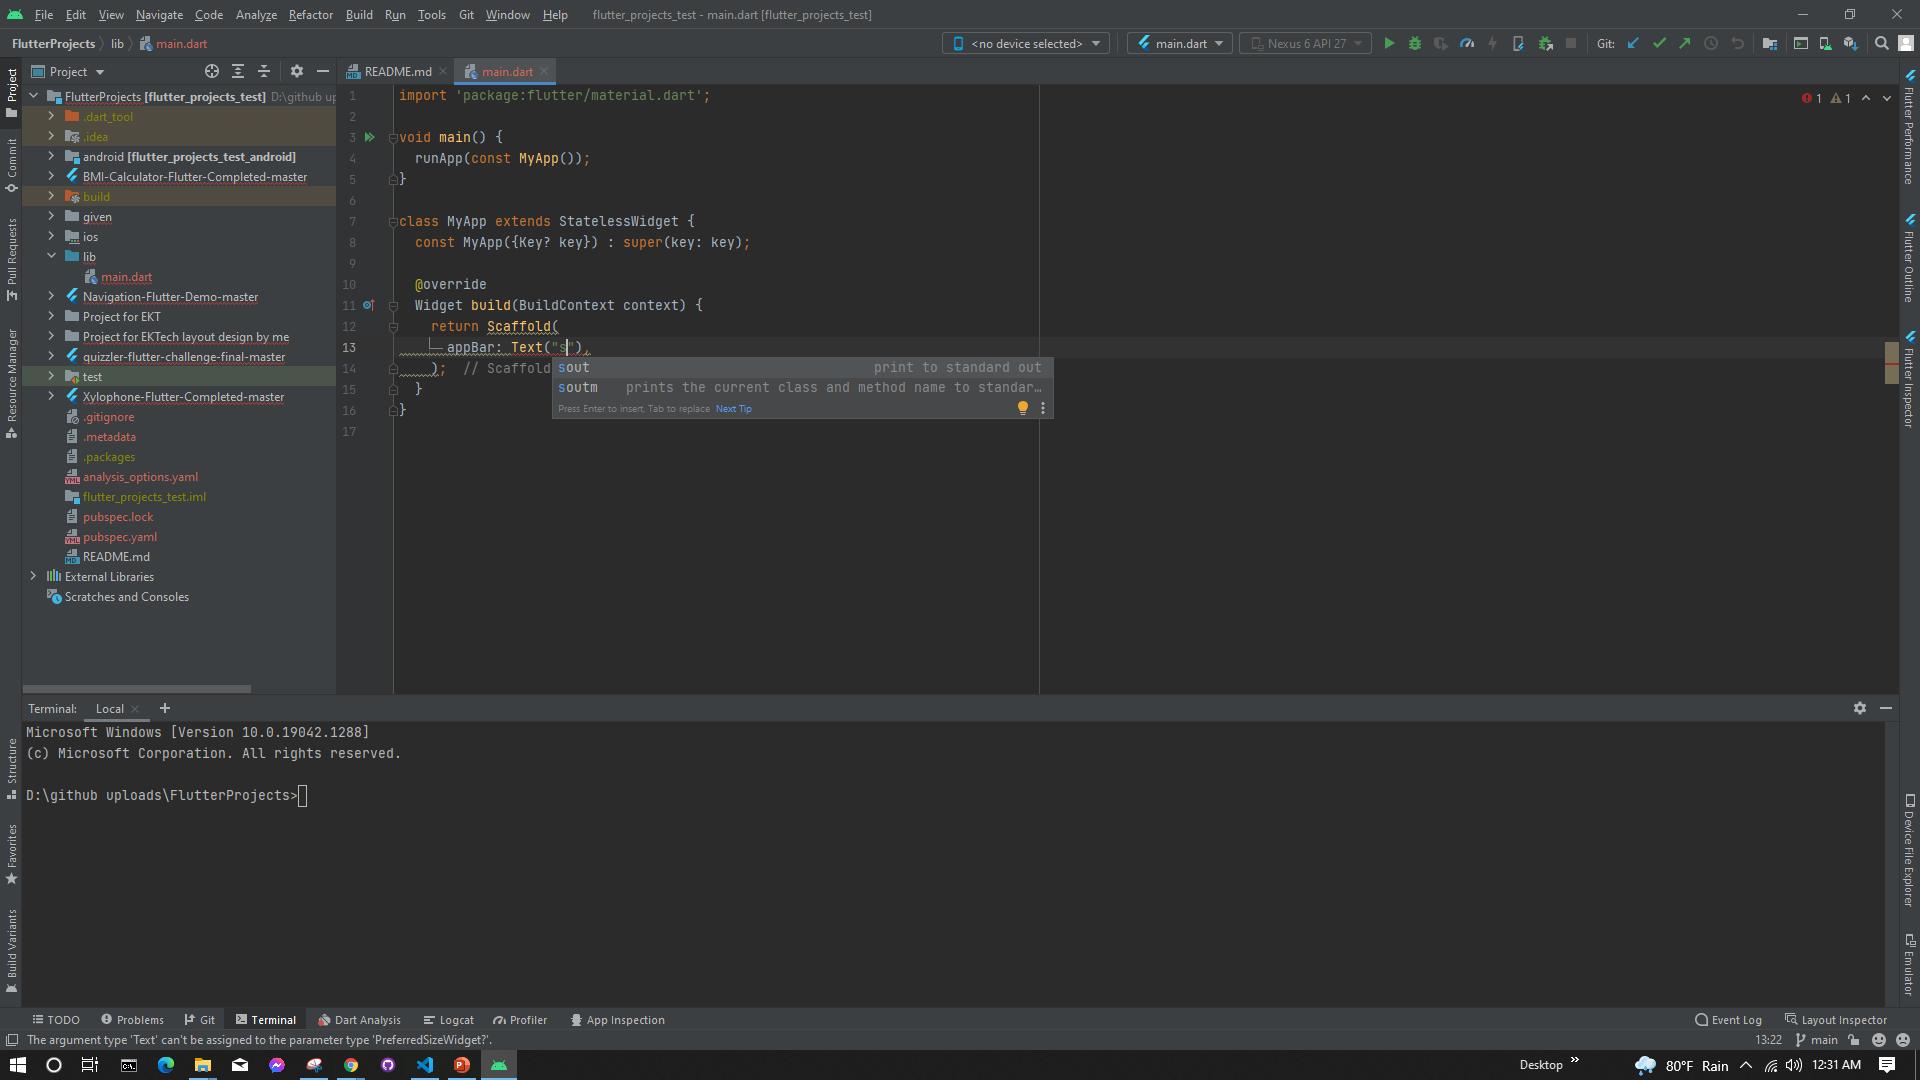 File Edit View Navigate Code Analyze Refactor Build Run Tools Git Window Help flutter_projects_test - main.dart [flutter_projects_test]
FlutterProjects lib main.dart <no device selected> main.dart Nexus 6 API 27 Git:
Project README.md main.dart
FlutterProjects [flutter_projects_test] D:\github up
.dart_tool
.idea
android [flutter_projects_test_android]
BMI-Calculator-Flutter-Completed-master
build
given
ios
lib
main.dart
Navigation-Flutter-Demo-master
Project for EKT
Project for EKTech layout design by me
quizzler-flutter-challenge-final-master
test
Xylophone-Flutter-Completed-master
.gitignore
.metadata
.packages
analysis_options.yaml
flutter_projects_test.iml
pubspec.lock
pubspec.yaml
README.md
External Libraries
Scratches and Consoles
1 import 'package:flutter/material.dart';
2
3 void main() {
4 runApp(const MyApp());
5 }
6
7 class MyApp extends StatelessWidget {
8 const MyApp({Key? key}) : super(key: key);
9
10 @override
11 Widget build(BuildContext context) {
12 return Scaffold(
13 appBar: Text("s"),
14 ); // Scaffold
15 }
16 }
17
1 1
sout print to standard out
soutm prints the current class and method name to standar…
Press Enter to insert, Tab to replace Next Tip
Project
Commit
Pull Requests
Resource Manager
Structure
Favorites
Build Variants
Flutter Performance
Flutter Outline
Flutter Inspector
Device File Explorer
Emulator
Terminal: Local
Microsoft Windows [Version 10.0.19042.1288]
(c) Microsoft Corporation. All rights reserved.
D:\github uploads\FlutterProjects>
TODO Problems Git Terminal Dart Analysis Logcat Profiler App Inspection Event Log Layout Inspector
The argument type 'Text' can't be assigned to the parameter type 'PreferredSizeWidget?'. 13:22 main
Desktop 80°F Rain 12:31 AM